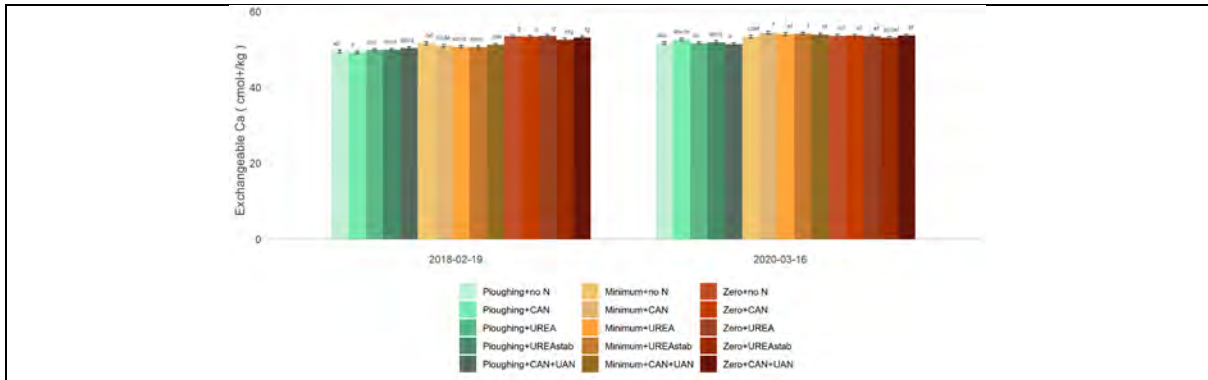 60
40
20
0
Exchangeable Ca ( cmol+/kg)
2018-02-19 2020-03-16
Ploughing+no N Minimum+no N Zero+no N
Ploughing+CAN Minimum+CAN Zero+CAN
Ploughing+UREA Minimum+UREA Zero+UREA
Ploughing+UREAstab Minimum+UREAstab Zero+UREAstab
Ploughing+CAN+UAN Minimum+CAN+UAN Zero+CAN+UAN